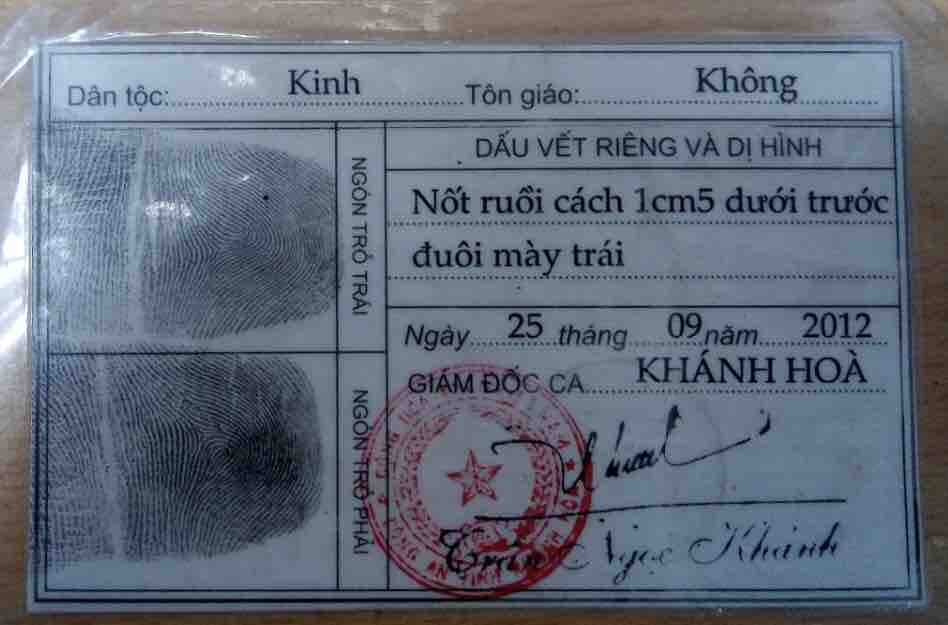 Dân tộc: Kinh Tôn giáo: Không
NGÓN TRỎ TRÁI
NGÓN TRỎ PHẢI
DẤU VẾT RIÊNG VÀ DỊ HÌNH
Nốt ruồi cách 1cm5 dưới trước
đuôi mày trái
Ngày 25 tháng 09 năm 2012
GIÁM ĐỐC CA KHÁNH HOÀ
Trần Ngọc Khánh